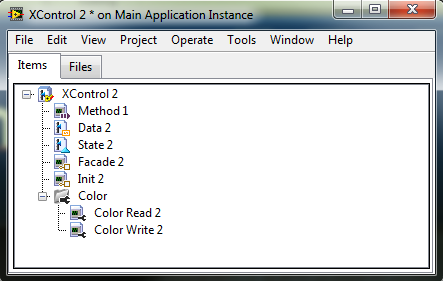 XControl 2 * on Main Application Instance
File Edit View Project Operate Tools Window Help
Items Files
XControl 2
Method 1
Data 2
State 2
Facade 2
Init 2
Color
Color Read 2
Color Write 2